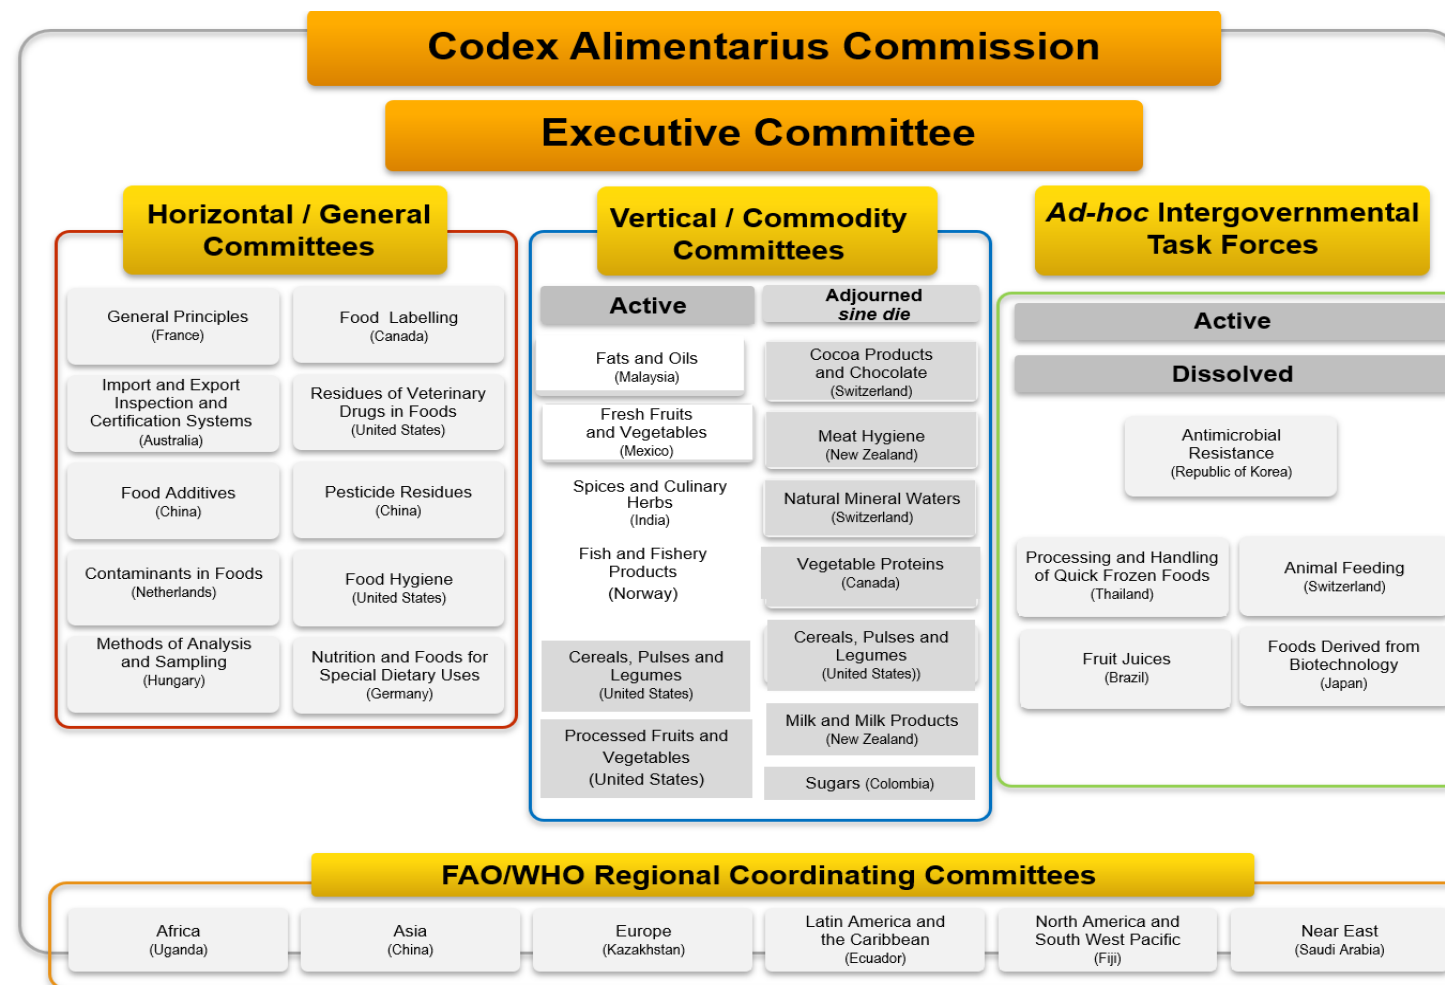 Codex Alimentarius Commission
Executive Committee
Horizontal / General
Committees
General Principles
(France)
Food Labelling
(Canada)
Import and Export
Inspection and
Certification Systems
(Australia)
Residues of Veterinary
Drugs in Foods
(United States)
Food Additives
(China)
Pesticide Residues
(China)
Contaminants in Foods
(Netherlands)
Food Hygiene
(United States)
Methods of Analysis
and Sampling
(Hungary)
Nutrition and Foods for
Special Dietary Uses
(Germany)
Vertical / Commodity
Committees
Active
Fats and Oils
(Malaysia)
Fresh Fruits
and Vegetables
(Mexico)
Spices and Culinary
Herbs
(India)
Fish and Fishery
Products
(Norway)
Cereals, Pulses and
Legumes
(United States)
Processed Fruits and
Vegetables
(United States)
Adjourned
sine die
Cocoa Products
and Chocolate
(Switzerland)
Meat Hygiene
(New Zealand)
Natural Mineral Waters
(Switzerland)
Vegetable Proteins
(Canada)
Cereals, Pulses and
Legumes
(United States))
Milk and Milk Products
(New Zealand)
Sugars (Colombia)
Ad-hoc Intergovernmental
Task Forces
Active
Dissolved
Antimicrobial
Resistance
(Republic of Korea)
Processing and Handling
of Quick Frozen Foods
(Thailand)
Animal Feeding
(Switzerland)
Fruit Juices
(Brazil)
Foods Derived from
Biotechnology
(Japan)
FAO/WHO Regional Coordinating Committees
Africa
(Uganda)
Asia
(China)
Europe
(Kazakhstan)
Latin America and
the Caribbean
(Ecuador)
North America and
South West Pacific
(Fiji)
Near East
(Saudi Arabia)